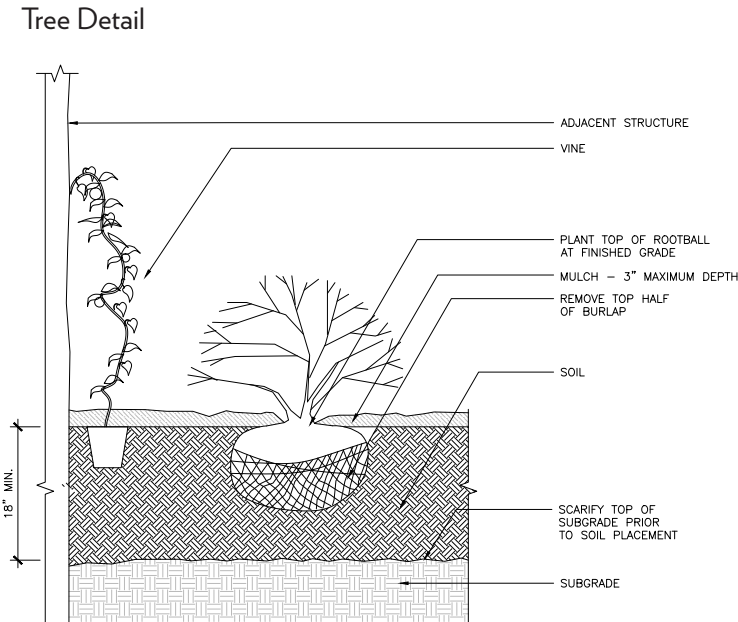 Tree Detail
ADJACENT STRUCTURE
VINE
PLANT TOP OF ROOTBALL
AT FINISHED GRADE
MULCH – 3" MAXIMUM DEPTH
REMOVE TOP HALF
OF BURLAP
SOIL
18" MIN.
SCARIFY TOP OF
SUBGRADE PRIOR
TO SOIL PLACEMENT
SUBGRADE